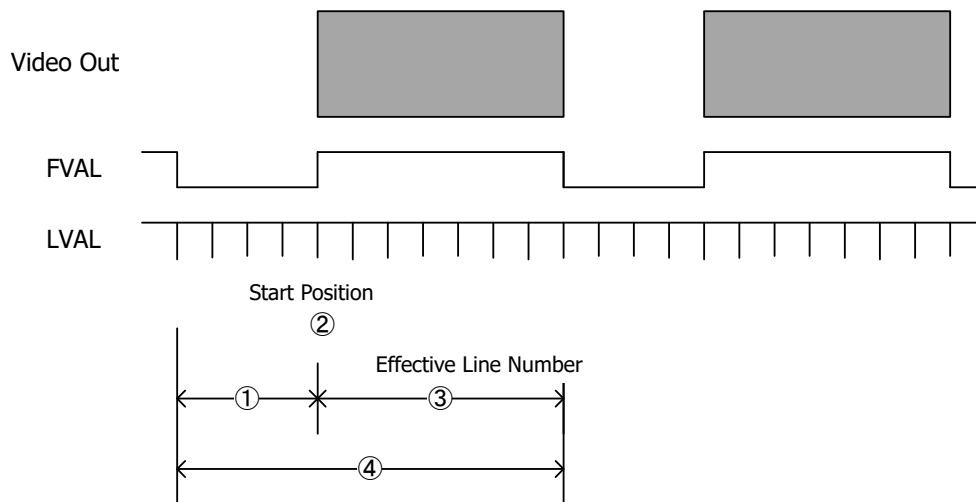 Video Out
FVAL
LVAL
Start Position
②
Effective Line Number
① ③
④